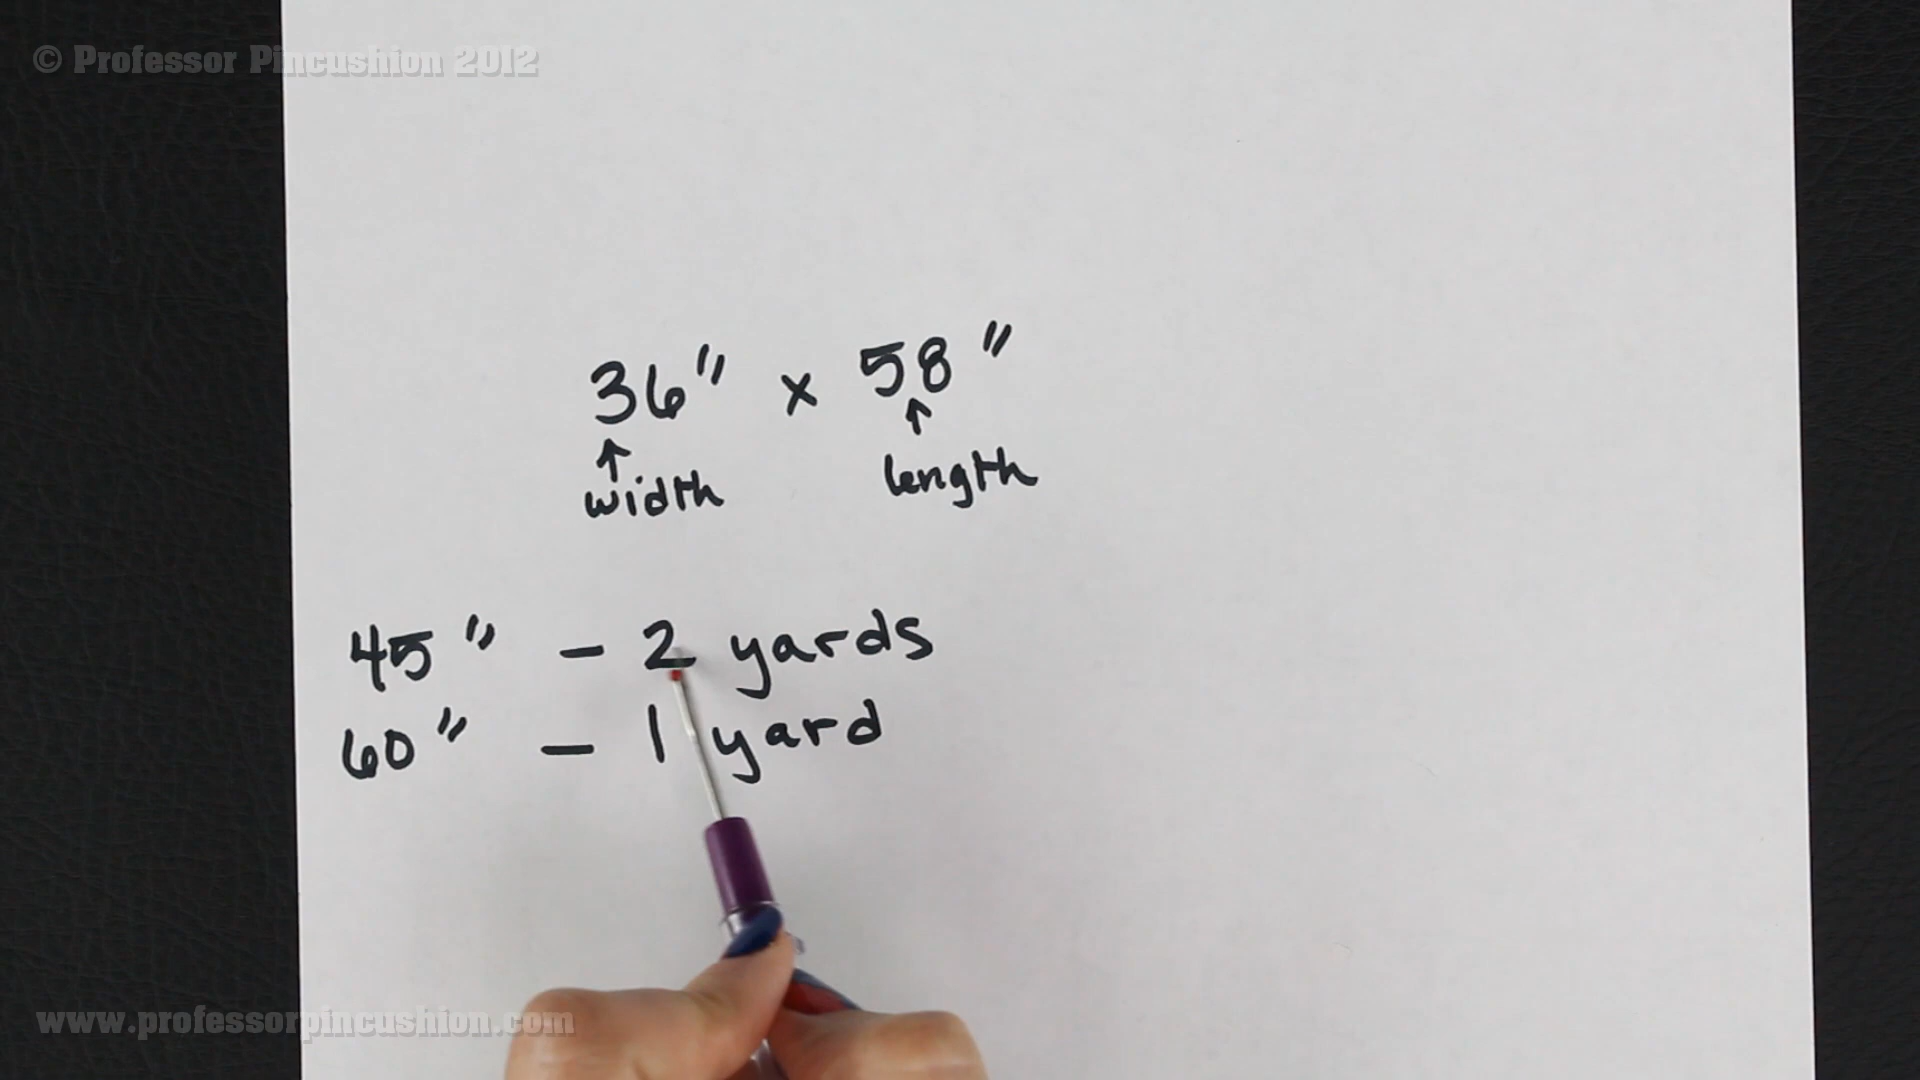 © Professor Pincushion 2012
36" x 58"
↑ ↑
width length
45" - 2 yards
60" - 1 yard
www.professorpincushion.com